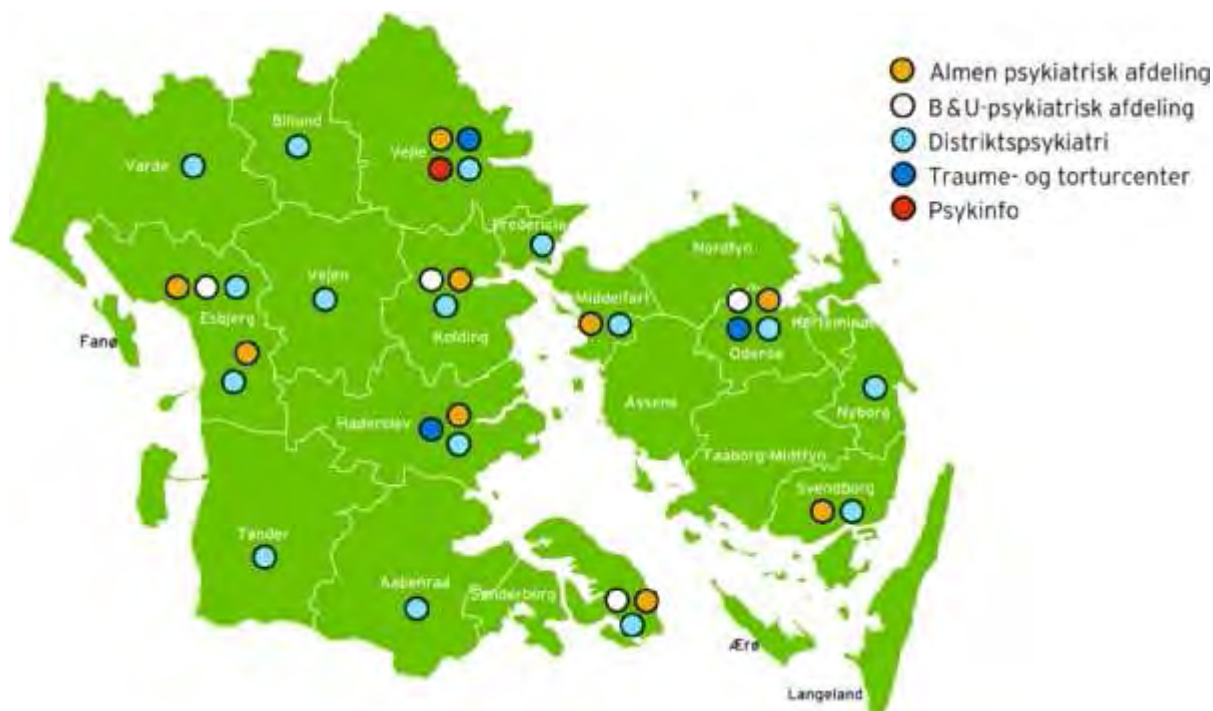 Almen psykiatrisk afdeling
B&U-psykiatrisk afdeling
Distriktspsykiatri
Traume- og torturcenter
Psykinfo
Billund
Varde
Vejle
Fredericia
Nordfyn
Vejen
Middelfart
Esbjerg
Kolding
Kerteminde
Fanø
Odense
Assens
Nyborg
Haderslev
Faaborg-Midtfyn
Svendborg
Tønder
Aabenraa
Sønderborg
Ærø
Langeland